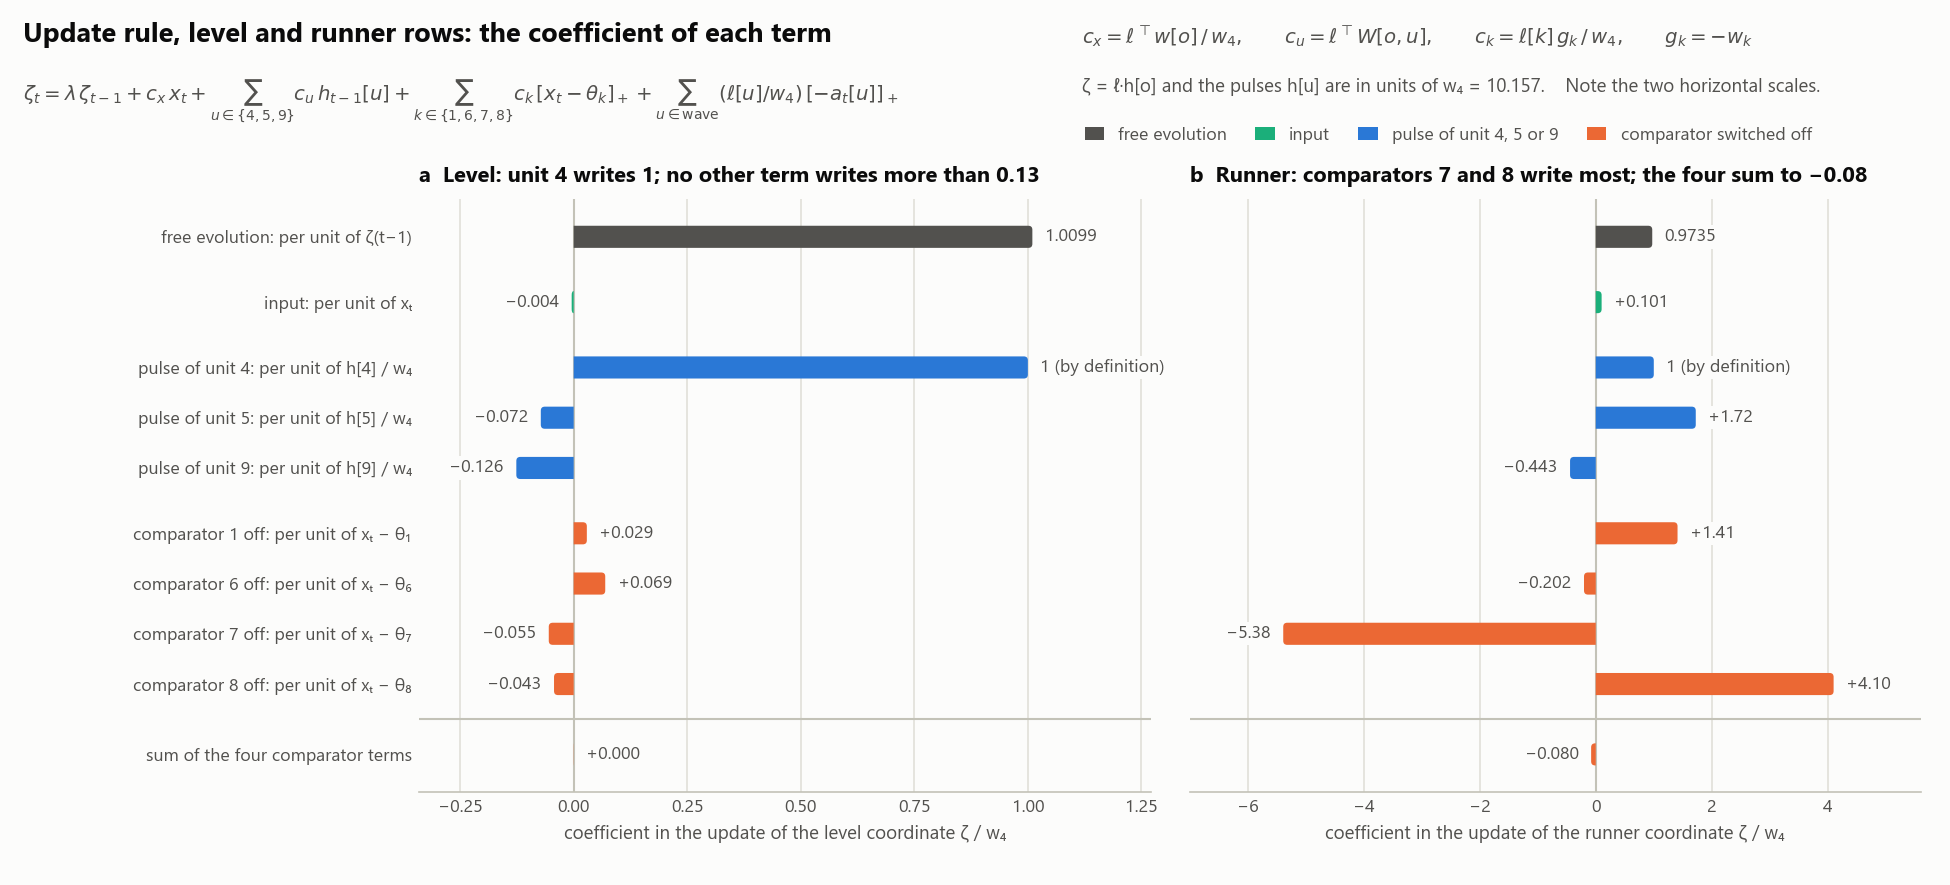 Update rule, level and runner rows: the coefficient of each term
ζₜ = λ ζₜ₋₁ + cₓ xₜ + ∑ cᵤ hₜ₋₁[u] + ∑ cₖ [xₜ − θₖ]₊ + ∑ (ℓ[u]/w₄) [−aₜ[u]]₊
u ∈ {4, 5, 9} k ∈ {1, 6, 7, 8} u ∈ wave
cₓ = ℓ⊤w[o] / w₄, cᵤ = ℓ⊤W[o, u], cₖ = ℓ[k] gₖ / w₄, gₖ = −wₖ
ζ = ℓ·h[o] and the pulses h[u] are in units of w₄ = 10.157. Note the two horizontal scales.
free evolution input pulse of unit 4, 5 or 9 comparator switched off
a Level: unit 4 writes 1; no other term writes more than 0.13
free evolution: per unit of ζ(t−1) 1.0099
input: per unit of xₜ −0.004
pulse of unit 4: per unit of h[4] / w₄ 1 (by definition)
pulse of unit 5: per unit of h[5] / w₄ −0.072
pulse of unit 9: per unit of h[9] / w₄ −0.126
comparator 1 off: per unit of xₜ − θ₁ +0.029
comparator 6 off: per unit of xₜ − θ₆ +0.069
comparator 7 off: per unit of xₜ − θ₇ −0.055
comparator 8 off: per unit of xₜ − θ₈ −0.043
sum of the four comparator terms +0.000
−0.25 0.00 0.25 0.50 0.75 1.00 1.25
coefficient in the update of the level coordinate ζ / w₄
b Runner: comparators 7 and 8 write most; the four sum to −0.08
0.9735
+0.101
1 (by definition)
+1.72
−0.443
+1.41
−0.202
−5.38
+4.10
−0.080
−6 −4 −2 0 2 4
coefficient in the update of the runner coordinate ζ / w₄